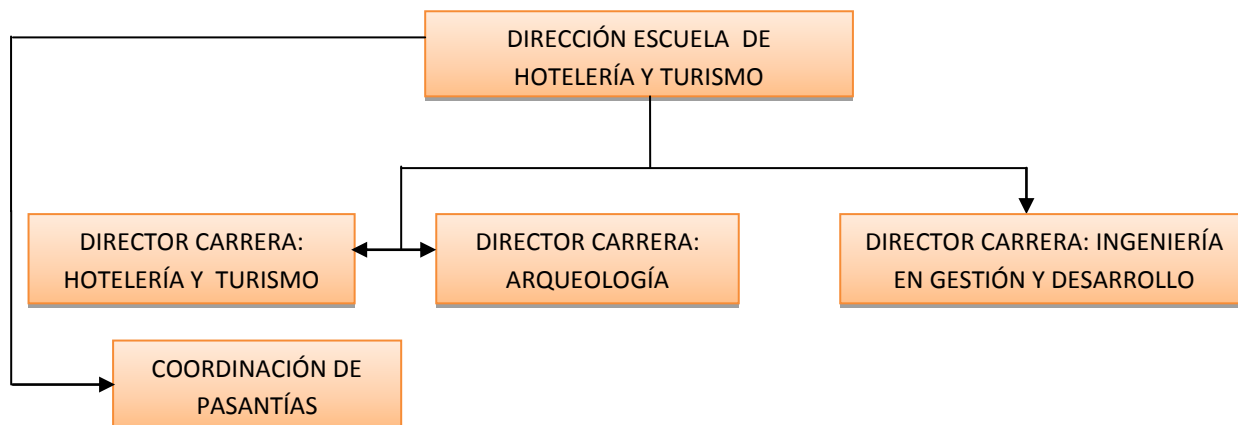 DIRECCIÓN ESCUELA DE
HOTELERÍA Y TURISMO
DIRECTOR CARRERA:
HOTELERÍA Y TURISMO
DIRECTOR CARRERA:
ARQUEOLOGÍA
DIRECTOR CARRERA: INGENIERÍA
EN GESTIÓN Y DESARROLLO
COORDINACIÓN DE
PASANTÍAS